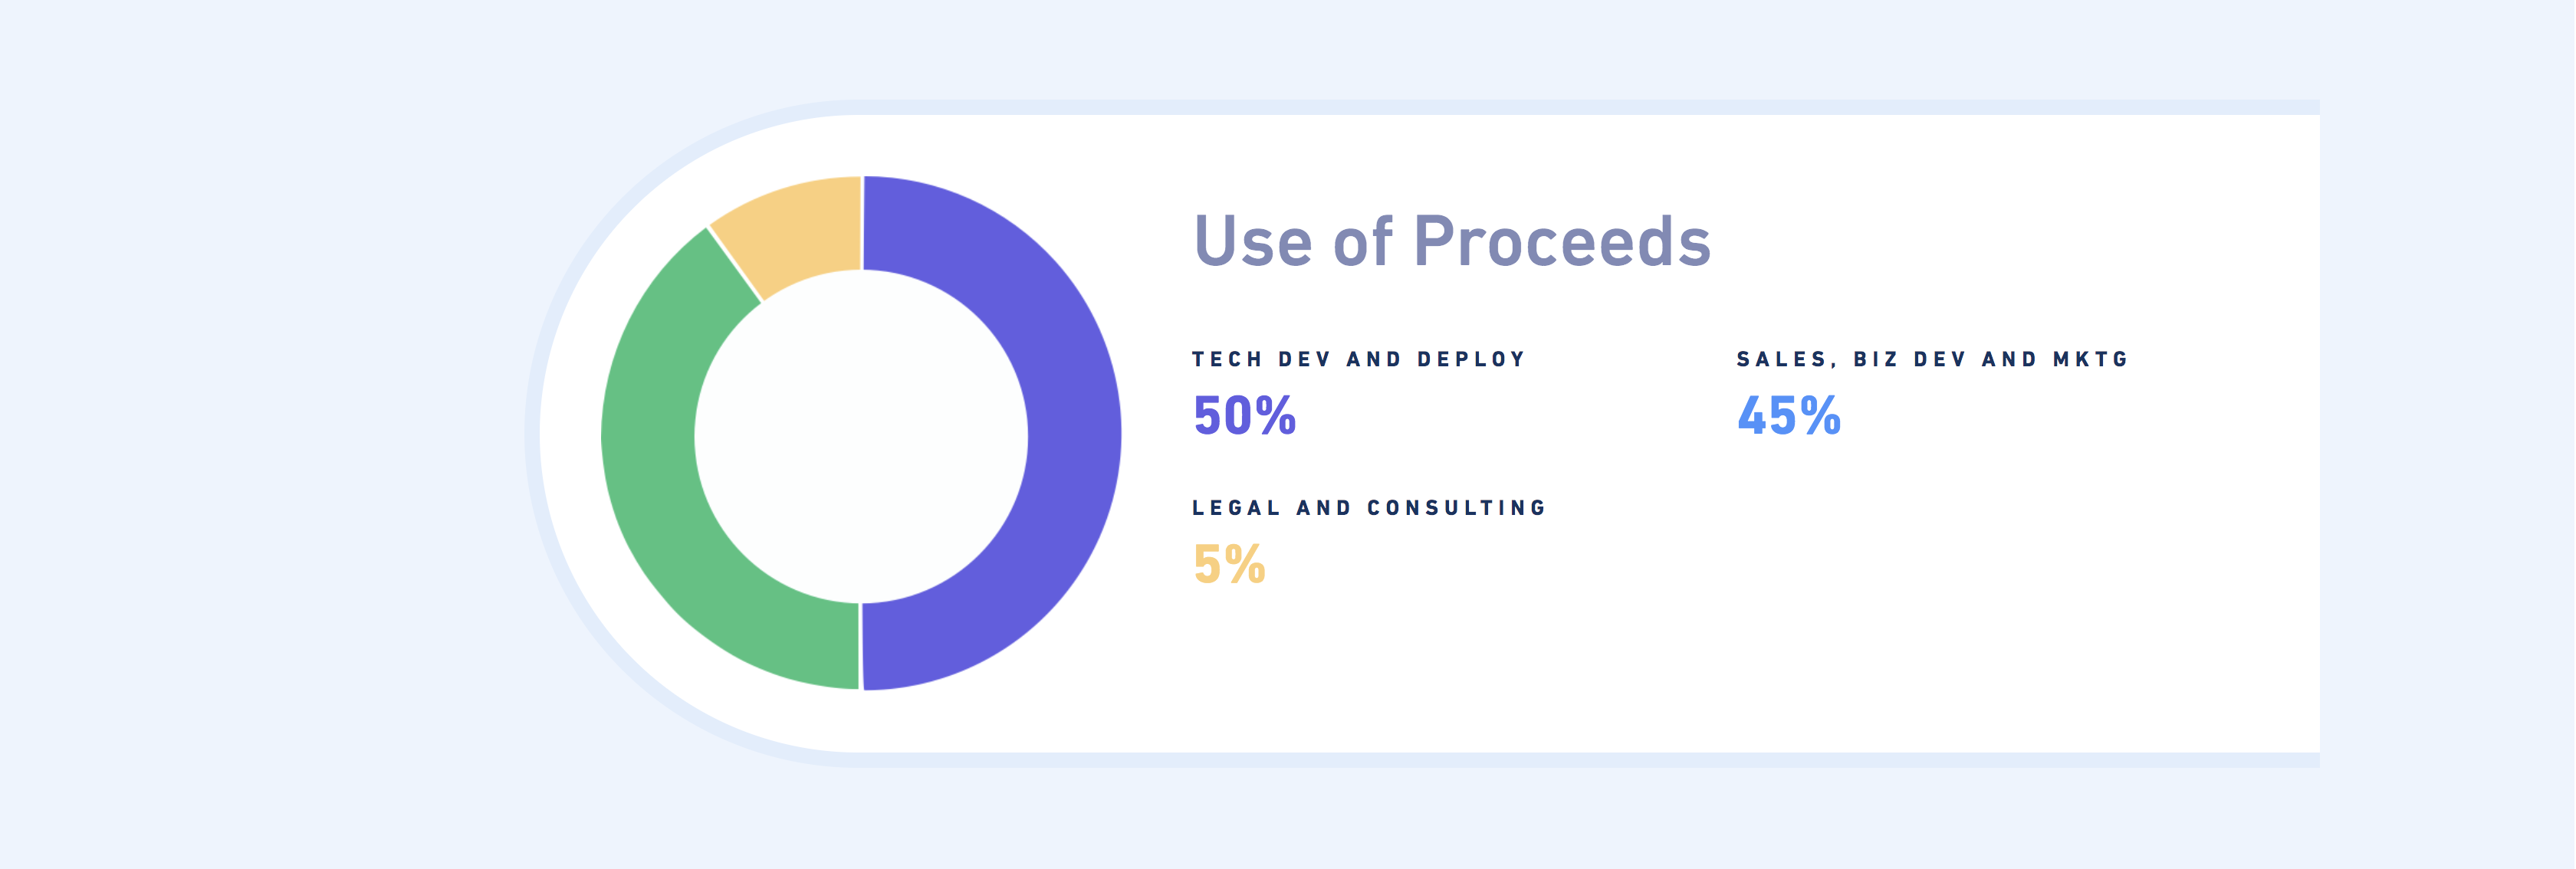 Use of Proceeds
TECH DEV AND DEPLOY
50%
SALES, BIZ DEV AND MKTG
45%
LEGAL AND CONSULTING
5%